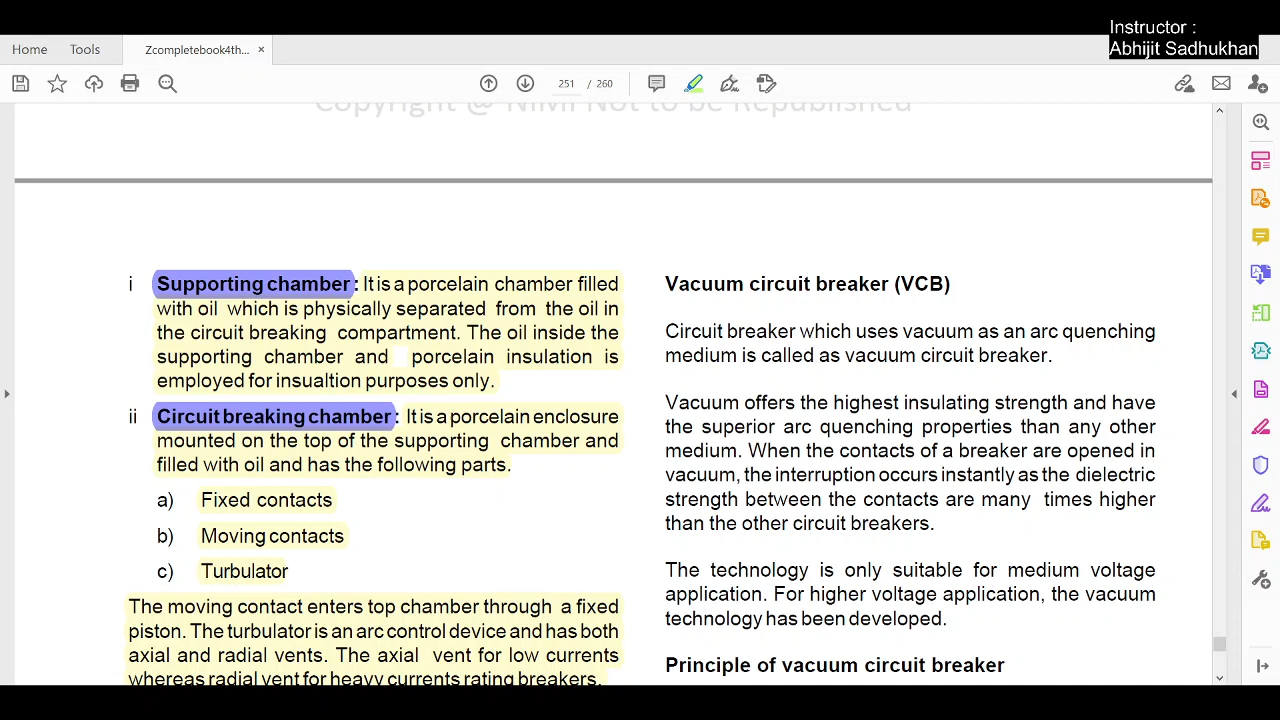 Instructor :
Abhijit Sadhukhan
Home Tools Zcompletebook4th... ×
251 / 260
Copyright @ NIMI Not to be Republished
i Supporting chamber : It is a porcelain chamber filled
with oil which is physically separated from the oil in
the circuit breaking compartment. The oil inside the
supporting chamber and porcelain insulation is
employed for insualtion purposes only.
ii Circuit breaking chamber : It is a porcelain enclosure
mounted on the top of the supporting chamber and
filled with oil and has the following parts.
a) Fixed contacts
b) Moving contacts
c) Turbulator
The moving contact enters top chamber through a fixed
piston. The turbulator is an arc control device and has both
axial and radial vents. The axial vent for low currents
whereas radial vent for heavy currents rating breakers.
Vacuum circuit breaker (VCB)
Circuit breaker which uses vacuum as an arc quenching
medium is called as vacuum circuit breaker.
Vacuum offers the highest insulating strength and have
the superior arc quenching properties than any other
medium. When the contacts of a breaker are opened in
vacuum, the interruption occurs instantly as the dielectric
strength between the contacts are many times higher
than the other circuit breakers.
The technology is only suitable for medium voltage
application. For higher voltage application, the vacuum
technology has been developed.
Principle of vacuum circuit breaker